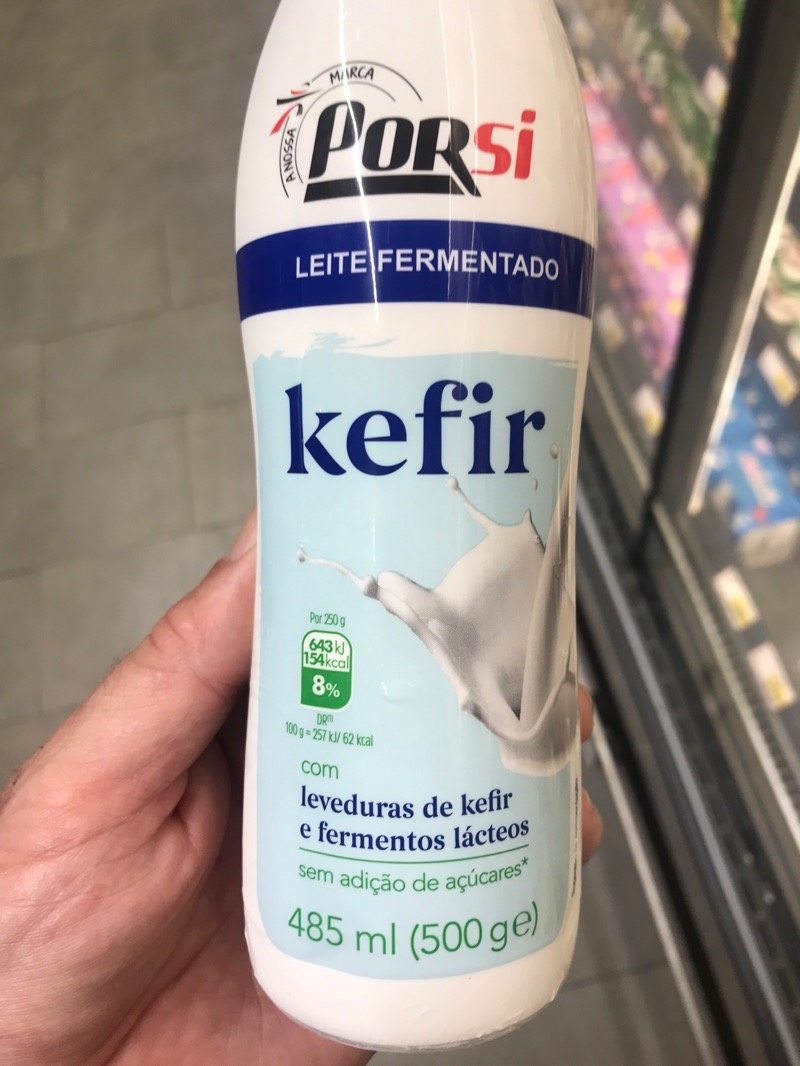 A NOSSA MARCA
PORSi
LEITE FERMENTADO
kefir
Por 250 g
643 kJ
154 kcal
8%
DR⁽¹⁾
100 g = 257 kJ/ 62 kcal
com
leveduras de kefir
e fermentos lácteos
sem adição de açúcares*
485 ml (500 g℮)